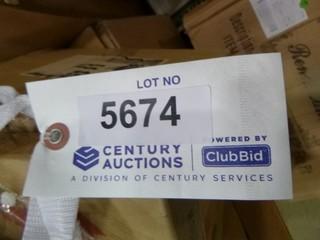 LOT NO
5674
CENTURY AUCTIONS
POWERED BY
ClubBid
A DIVISION OF CENTURY SERVICES